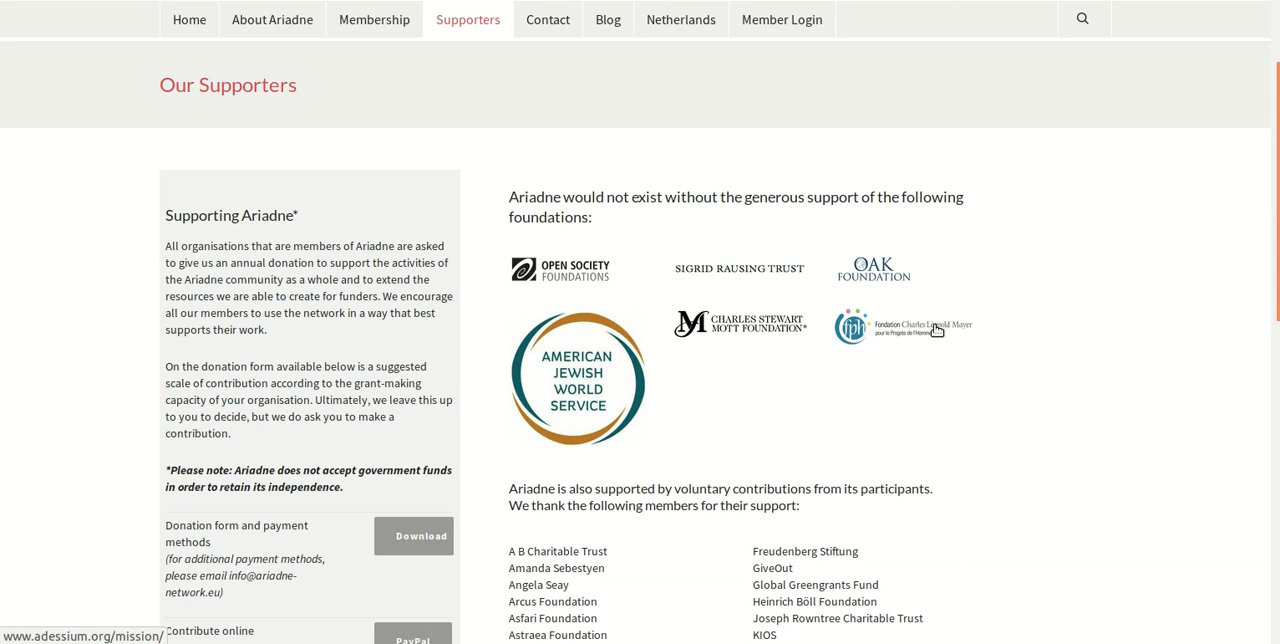 Home
About Ariadne
Membership
Supporters
Contact
Blog
Netherlands
Member Login
Our Supporters
Supporting Ariadne*
All organisations that are members of Ariadne are asked
to give us an annual donation to support the activities of
the Ariadne community as a whole and to extend the
resources we are able to create for funders. We encourage
all our members to use the network in a way that best
supports their work.
On the donation form available below is a suggested
scale of contribution according to the grant-making
capacity of your organisation. Ultimately, we leave this up
to you to decide, but we do ask you to make a
contribution.
*Please note: Ariadne does not accept government funds
in order to retain its independence.
Donation form and payment
methods
(for additional payment methods,
please email info@ariadne-
network.eu)
Download
Contribute online
PayPal
Ariadne would not exist without the generous support of the following
foundations:
OPEN SOCIETY
FOUNDATIONS
SIGRID RAUSING TRUST
OAK
FOUNDATION
AMERICAN
JEWISH
WORLD
SERVICE
CHARLES STEWART
MOTT FOUNDATION®
fph
Fondation Charles Léopold Mayer
pour le Progrès de
Ariadne is also supported by voluntary contributions from its participants.
We thank the following members for their support:
A B Charitable Trust
Amanda Sebestyen
Angela Seay
Arcus Foundation
Asfari Foundation
Astraea Foundation
Freudenberg Stiftung
GiveOut
Global Greengrants Fund
Heinrich Böll Foundation
Joseph Rowntree Charitable Trust
KIOS
www.adessium.org/mission/